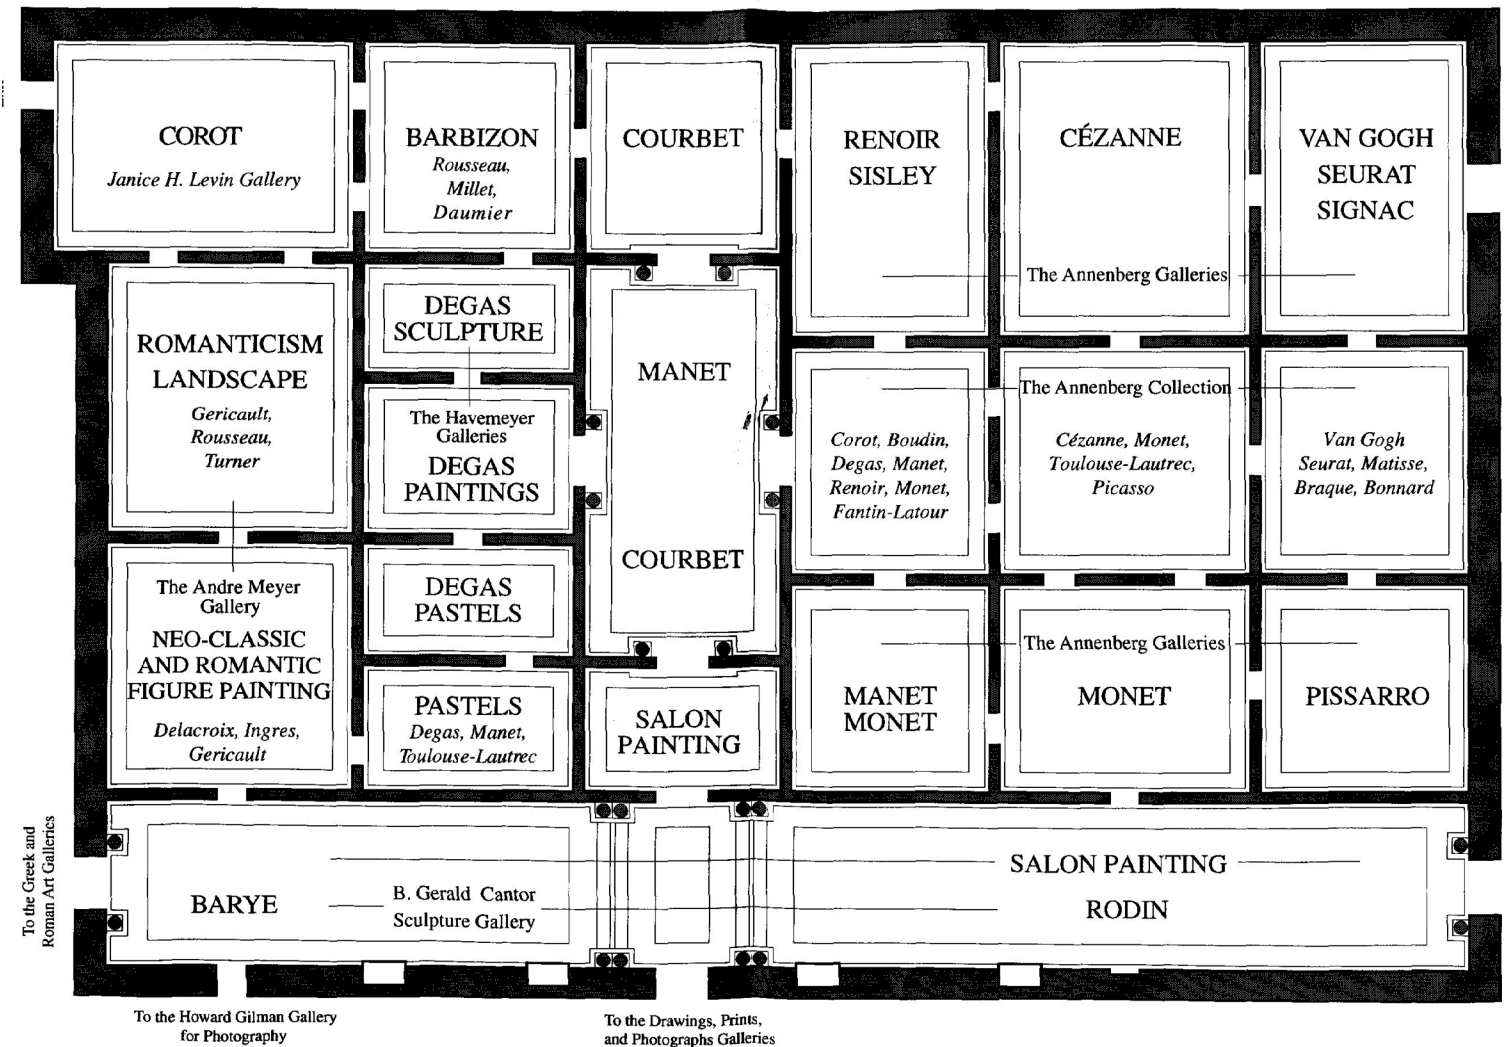 COROT
Janice H. Levin Gallery
BARBIZON
Rousseau,
Millet,
Daumier
COURBET
RENOIR
SISLEY
CÉZANNE
VAN GOGH
SEURAT
SIGNAC
The Annenberg Galleries
ROMANTICISM
LANDSCAPE
Gericault,
Rousseau,
Turner
DEGAS
SCULPTURE
The Havemeyer
Galleries
DEGAS
PAINTINGS
MANET
COURBET
The Annenberg Collection
Corot, Boudin,
Degas, Manet,
Renoir, Monet,
Fantin-Latour
Cézanne, Monet,
Toulouse-Lautrec,
Picasso
Van Gogh
Seurat, Matisse,
Braque, Bonnard
The Andre Meyer
Gallery
NEO-CLASSIC
AND ROMANTIC
FIGURE PAINTING
Delacroix, Ingres,
Gericault
DEGAS
PASTELS
PASTELS
Degas, Manet,
Toulouse-Lautrec
SALON
PAINTING
The Annenberg Galleries
MANET
MONET
MONET
PISSARRO
To the Greek and
Roman Art Galleries
BARYE
B. Gerald Cantor
Sculpture Gallery
SALON PAINTING
RODIN
To the Howard Gilman Gallery
for Photography
To the Drawings, Prints,
and Photographs Galleries